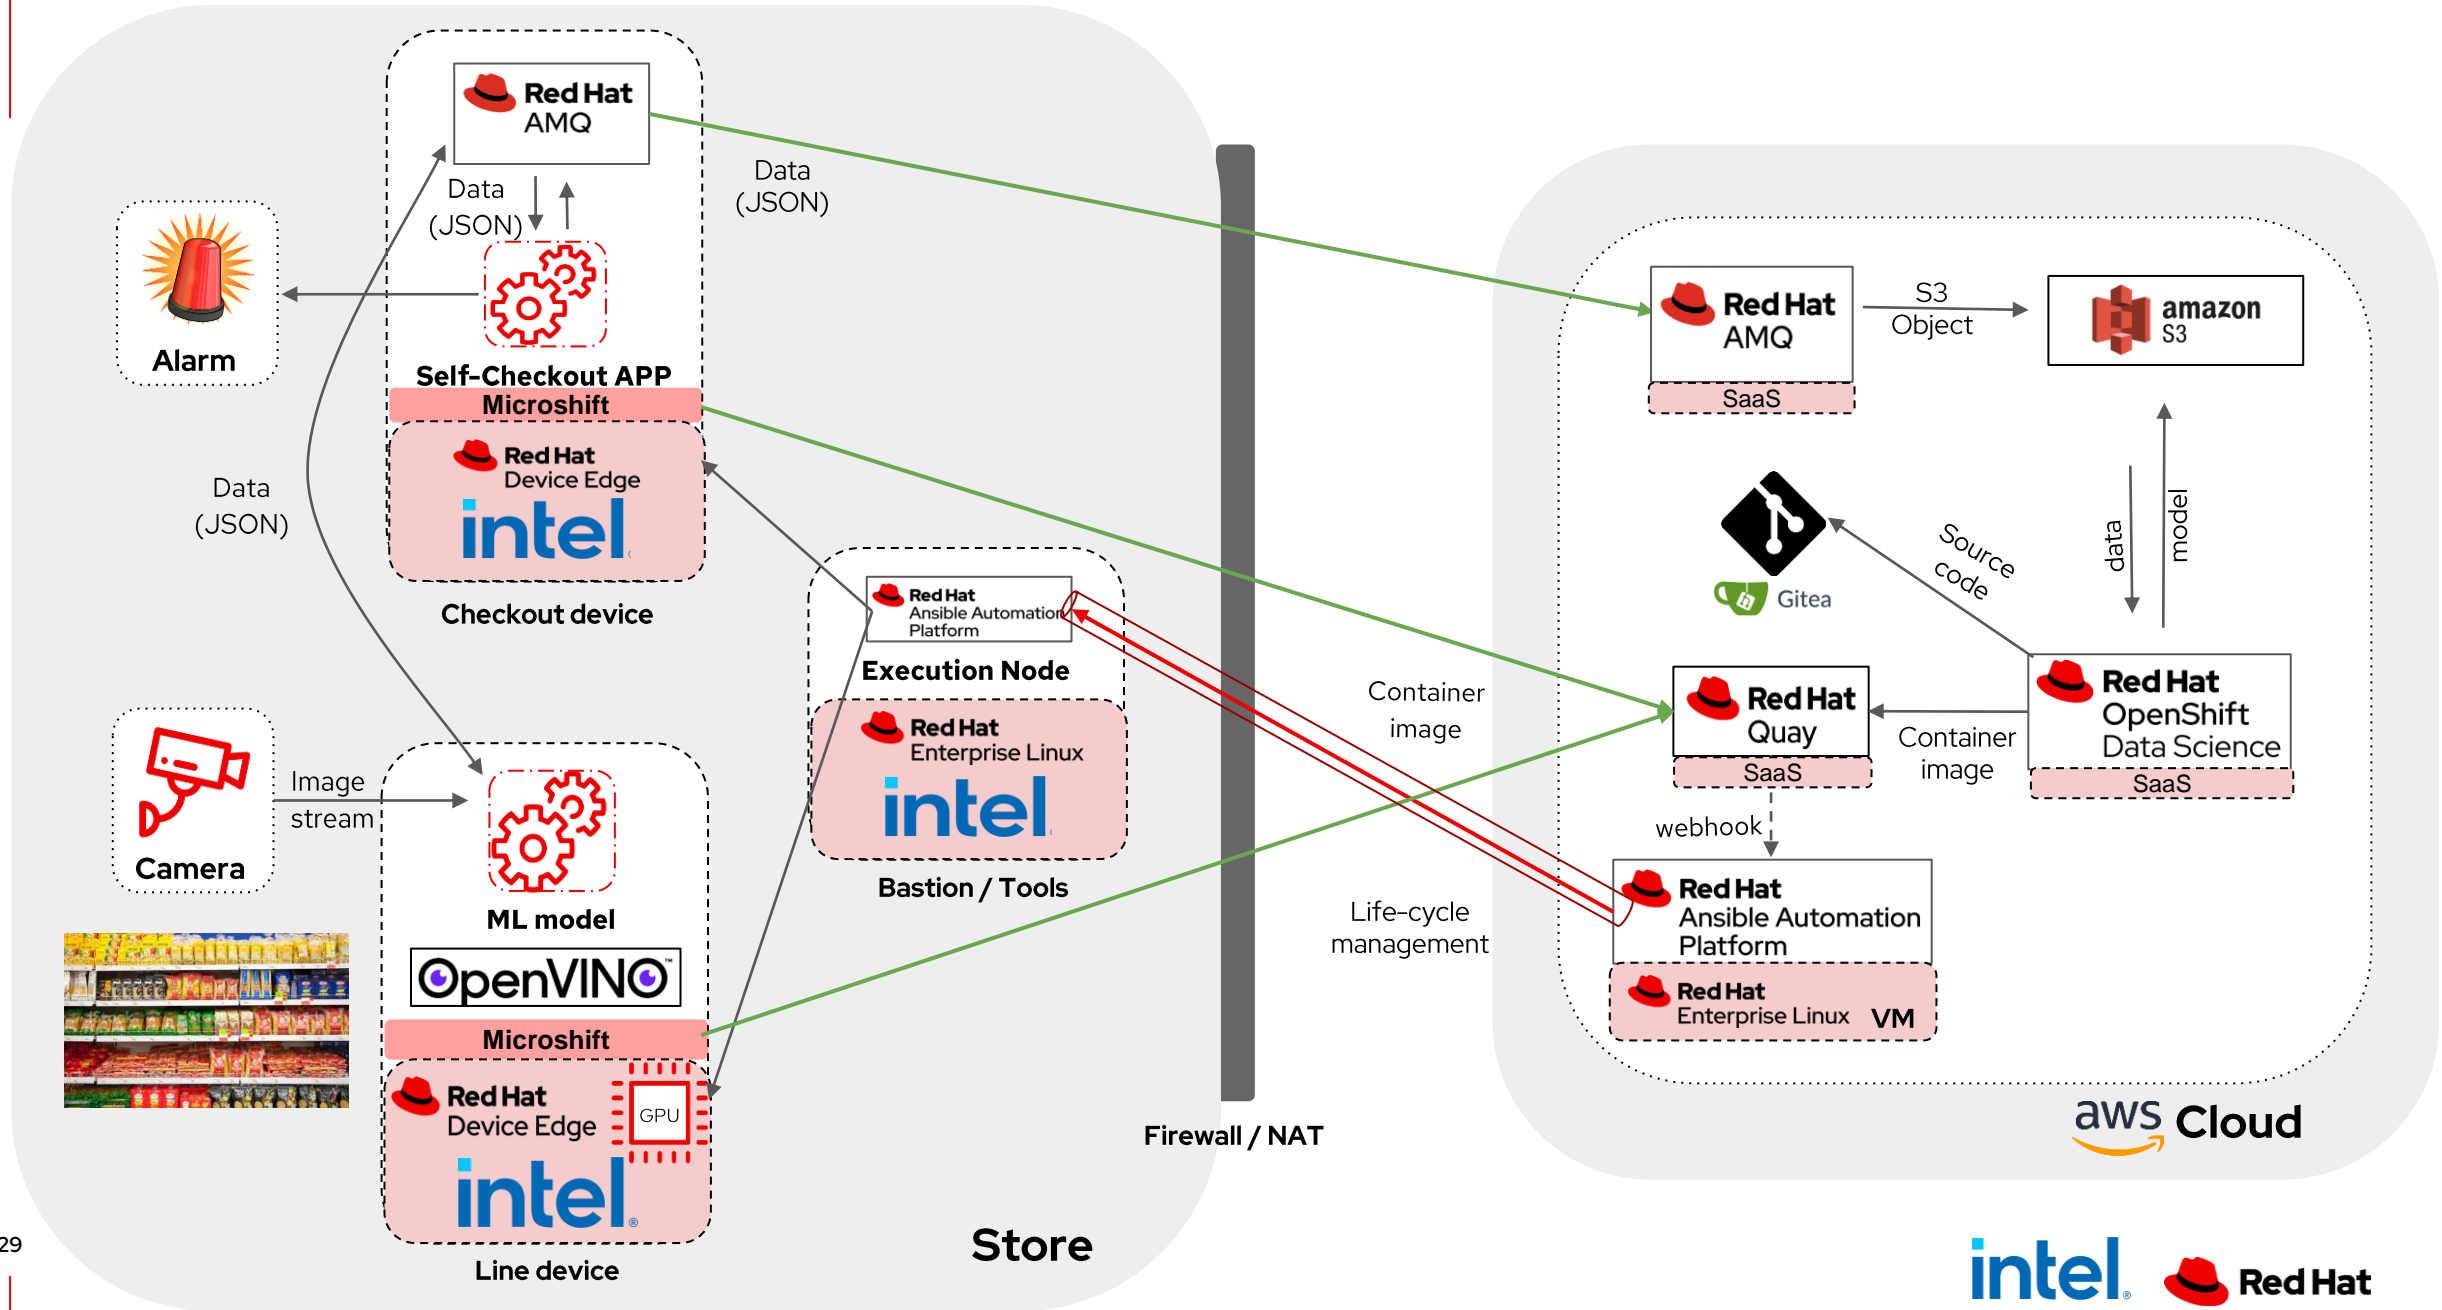 Red Hat
AMQ
Data
(JSON)
Data
(JSON)
Alarm
Self-Checkout APP
Microshift
Red Hat
Device Edge
intel
Checkout device
Data
(JSON)
Red Hat
Ansible Automation
Platform
Execution Node
Red Hat
Enterprise Linux
intel
Bastion / Tools
Camera
Image
stream
ML model
OpenVINO™
Microshift
Red Hat
Device Edge
GPU
intel®
Line device
Store
Firewall / NAT
Container
image
Life-cycle
management
Red Hat
AMQ
SaaS
S3
Object
amazon
S3
Gitea
Source
code
data
model
Red Hat
Quay
SaaS
Container
image
Red Hat
OpenShift
Data Science
SaaS
webhook
Red Hat
Ansible Automation
Platform
Red Hat
Enterprise Linux VM
aws Cloud
29
intel® Red Hat